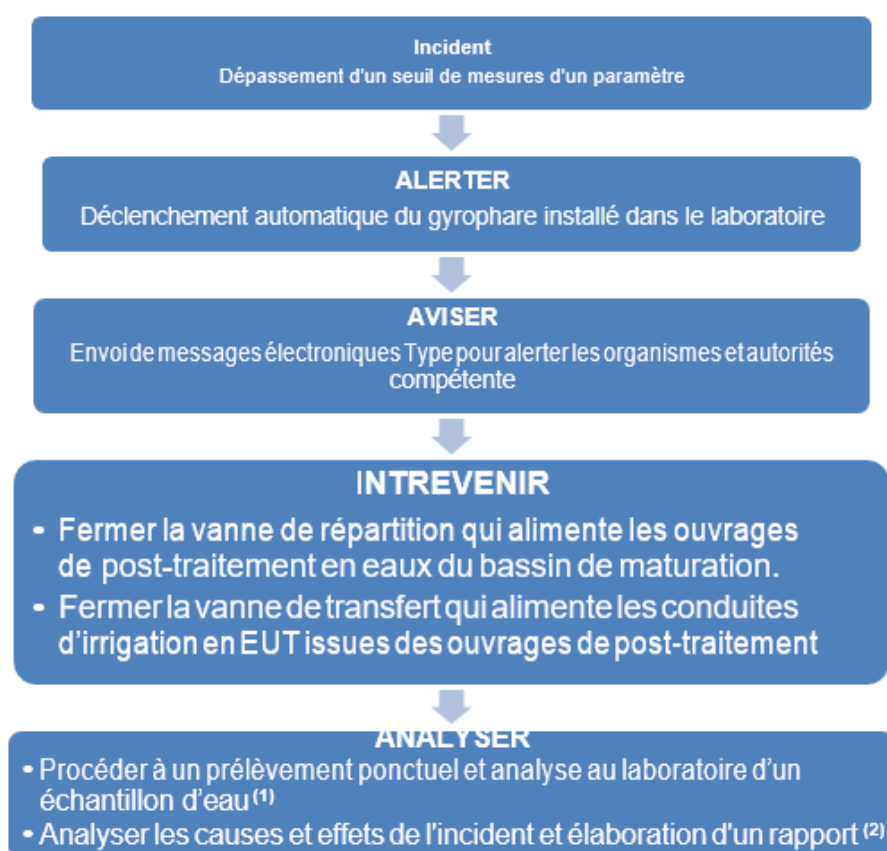 Incident
Dépassement d'un seuil de mesures d'un paramètre
ALERTER
Déclenchement automatique du gyrophare installé dans le laboratoire
AVISER
Envoi de messages électroniques Type pour alerter les organismes et autorités
compétente
INTREVENIR
• Fermer la vanne de répartition qui alimente les ouvrages
de post-traitement en eaux du bassin de maturation.
• Fermer la vanne de transfert qui alimente les conduites
d'irrigation en EUT issues des ouvrages de post-traitement
ANALYSER
• Procéder à un prélèvement ponctuel et analyse au laboratoire d'un
échantillon d'eau (1)
• Analyser les causes et effets de l'incident et élaboration d'un rapport (2)